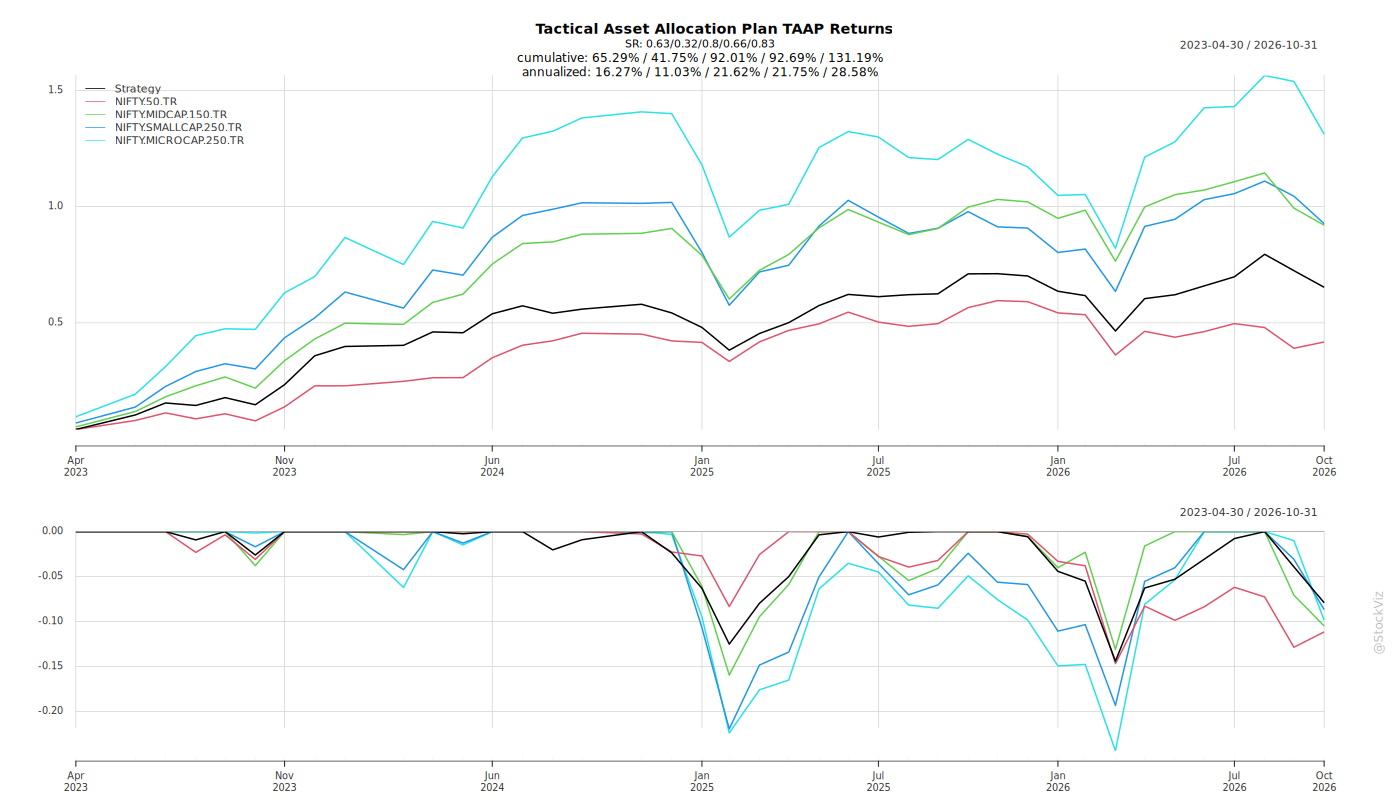 Tactical Asset Allocation Plan TAAP Returns
SR: 0.63/0.32/0.8/0.66/0.83
cumulative: 65.29% / 41.75% / 92.01% / 92.69% / 131.19%
annualized: 16.27% / 11.03% / 21.62% / 21.75% / 28.58%
2023-04-30 / 2026-10-31
Strategy
NIFTY.50.TR
NIFTY.MIDCAP.150.TR
NIFTY.SMALLCAP.250.TR
NIFTY.MICROCAP.250.TR
1.5
1.0
0.5
Apr Nov Jun Jan Jul Jan Jul Oct
2023 2023 2024 2025 2025 2026 2026 2026
2023-04-30 / 2026-10-31
0.00
-0.05
-0.10
-0.15
-0.20
Apr Nov Jun Jan Jul Jan Jul Oct
2023 2023 2024 2025 2025 2026 2026 2026
@StockViz